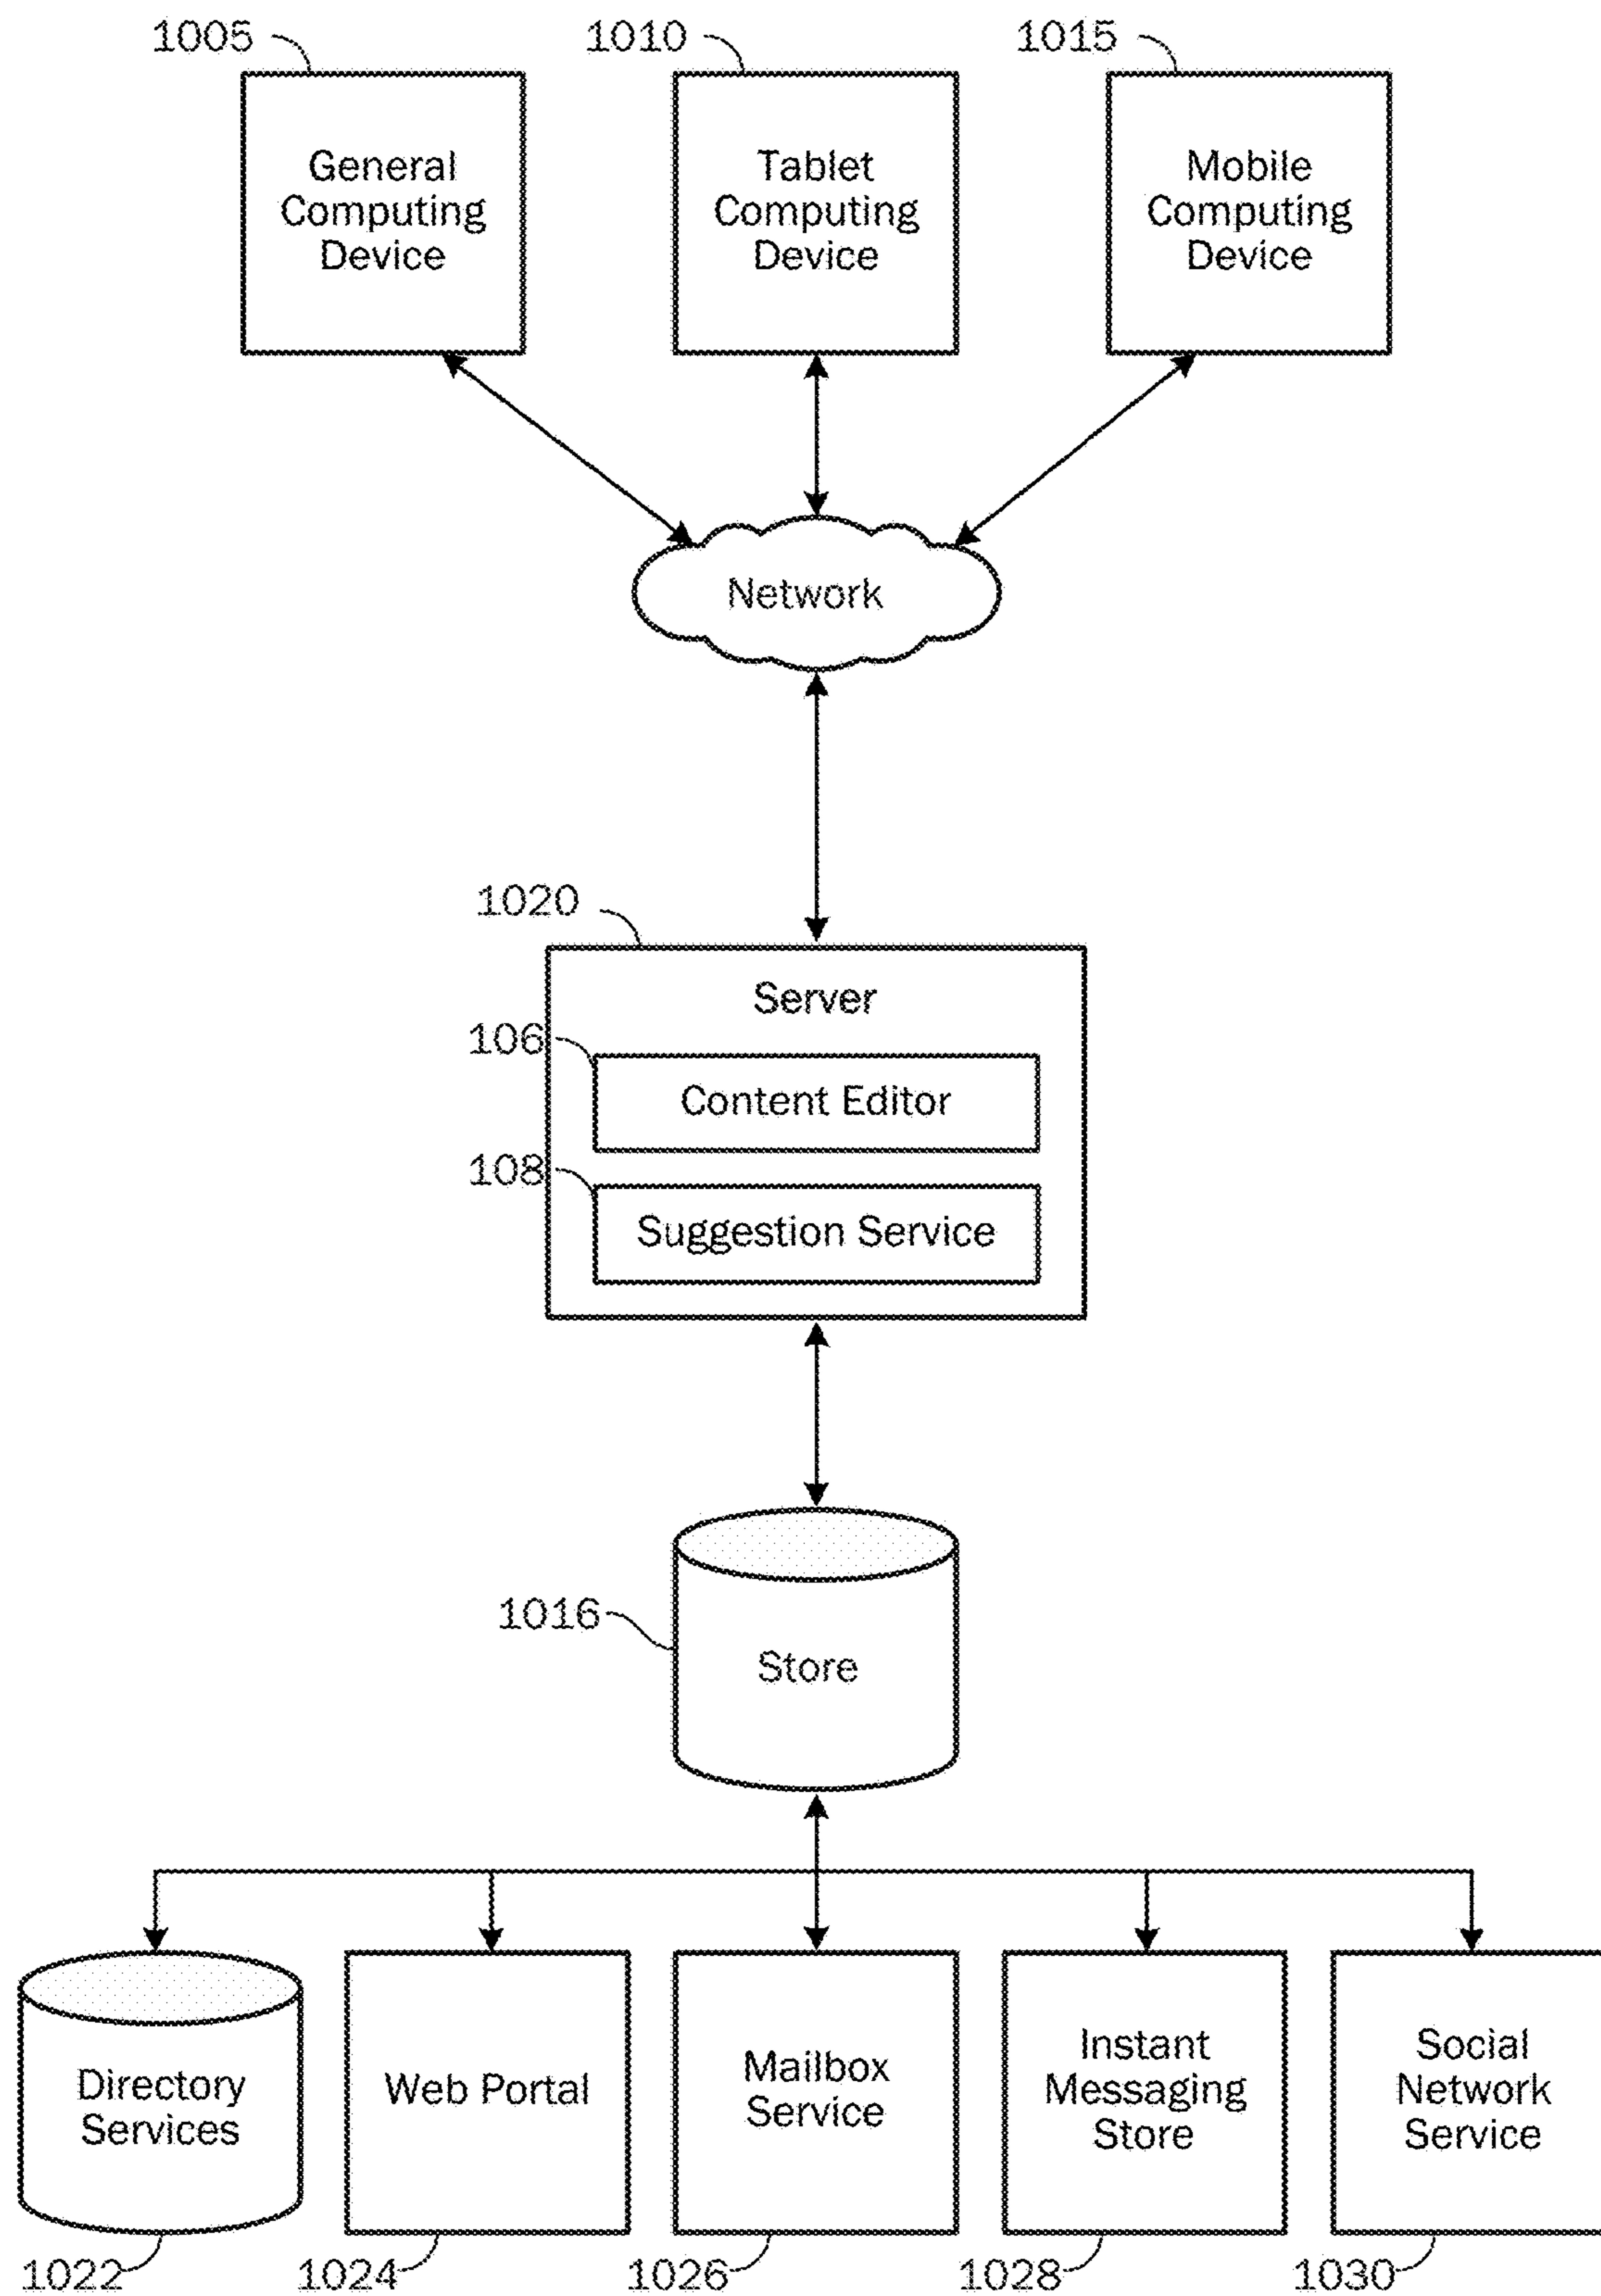 1005
1010
1015
General
Computing
Device
Tablet
Computing
Device
Mobile
Computing
Device
Network
1020
Server
106
Content Editor
108
Suggestion Service
1016
Store
Directory
Services
Web Portal
Mailbox
Service
Instant
Messaging
Store
Social
Network
Service
1022
1024
1026
1028
1030